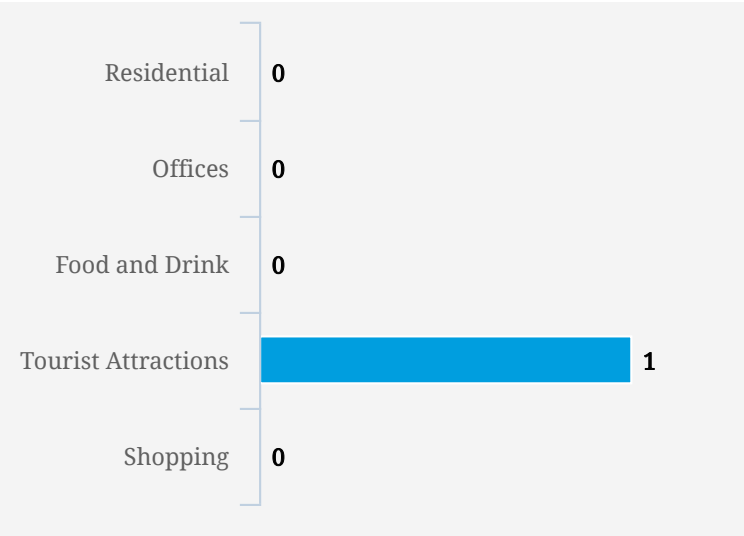 Residential 0
Offices 0
Food and Drink 0
Tourist Attractions 1
Shopping 0